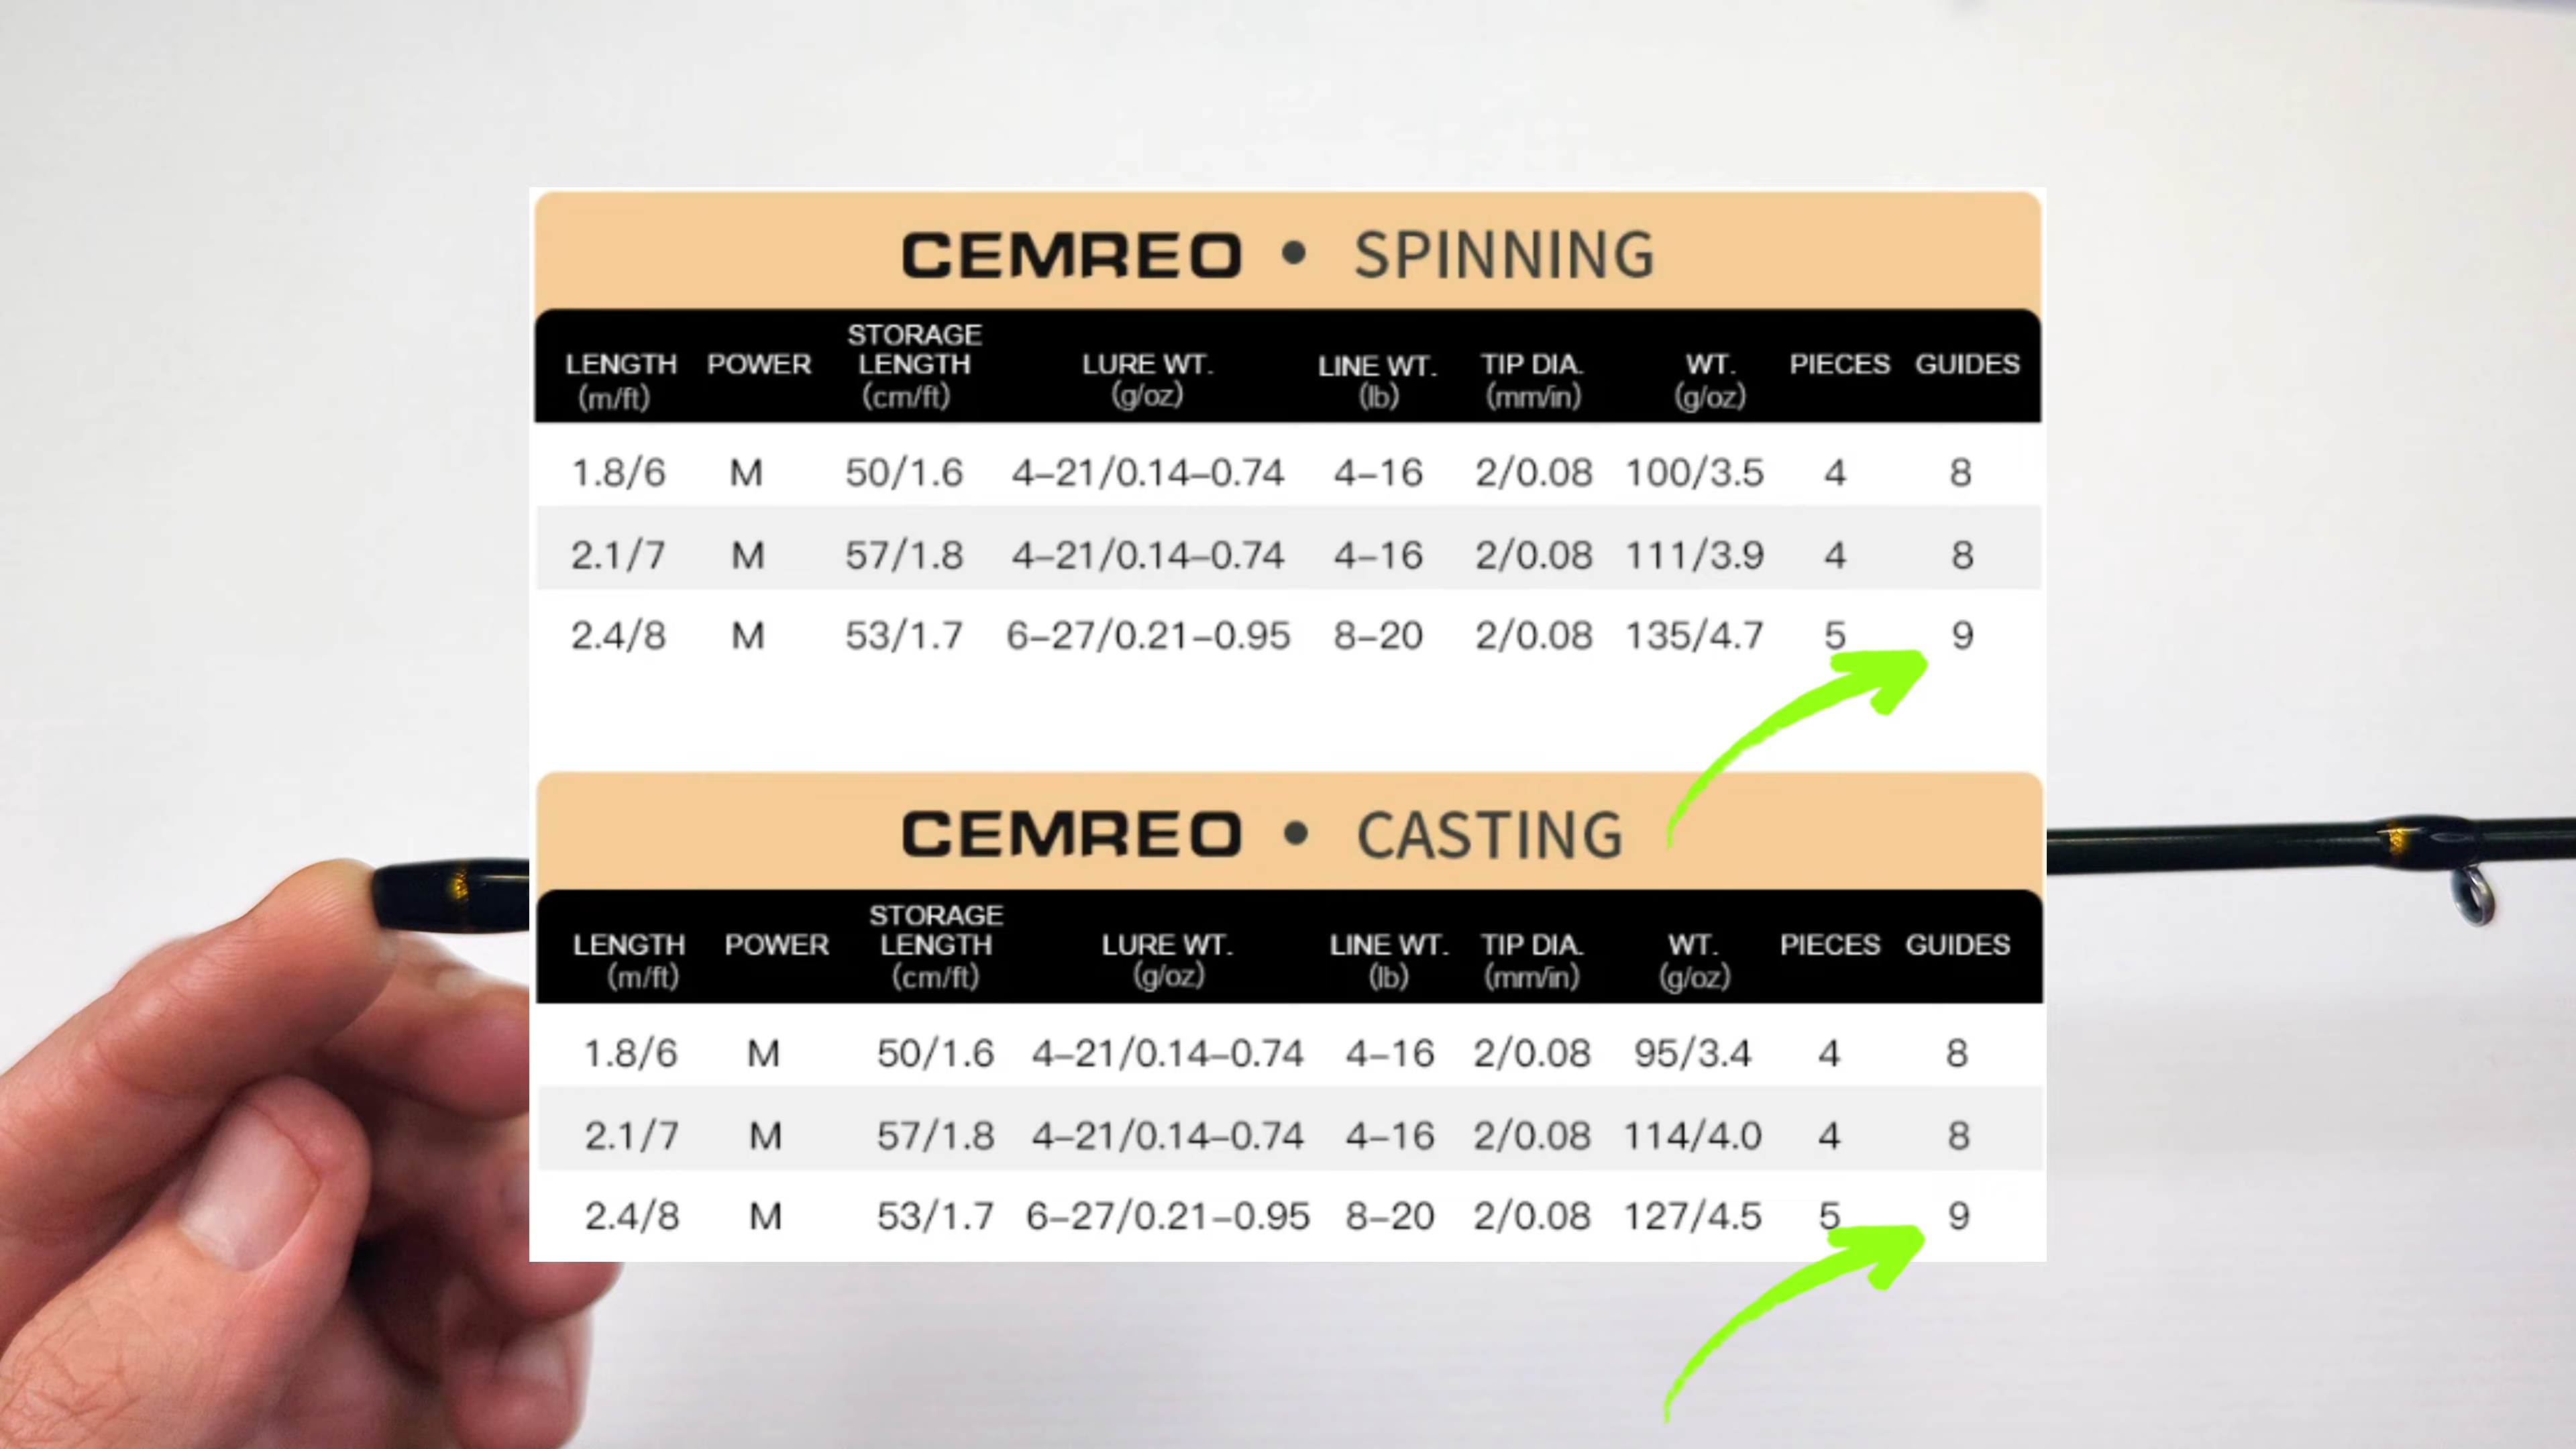 CEMREO • SPINNING
LENGTH (m/ft) POWER STORAGE LENGTH (cm/ft) LURE WT. (g/oz) LINE WT. (lb) TIP DIA. (mm/in) WT. (g/oz) PIECES GUIDES
1.8/6 M 50/1.6 4–21/0.14–0.74 4–16 2/0.08 100/3.5 4 8
2.1/7 M 57/1.8 4–21/0.14–0.74 4–16 2/0.08 111/3.9 4 8
2.4/8 M 53/1.7 6–27/0.21–0.95 8–20 2/0.08 135/4.7 5 9
CEMREO • CASTING
LENGTH (m/ft) POWER STORAGE LENGTH (cm/ft) LURE WT. (g/oz) LINE WT. (lb) TIP DIA. (mm/in) WT. (g/oz) PIECES GUIDES
1.8/6 M 50/1.6 4–21/0.14–0.74 4–16 2/0.08 95/3.4 4 8
2.1/7 M 57/1.8 4–21/0.14–0.74 4–16 2/0.08 114/4.0 4 8
2.4/8 M 53/1.7 6–27/0.21–0.95 8–20 2/0.08 127/4.5 5 9